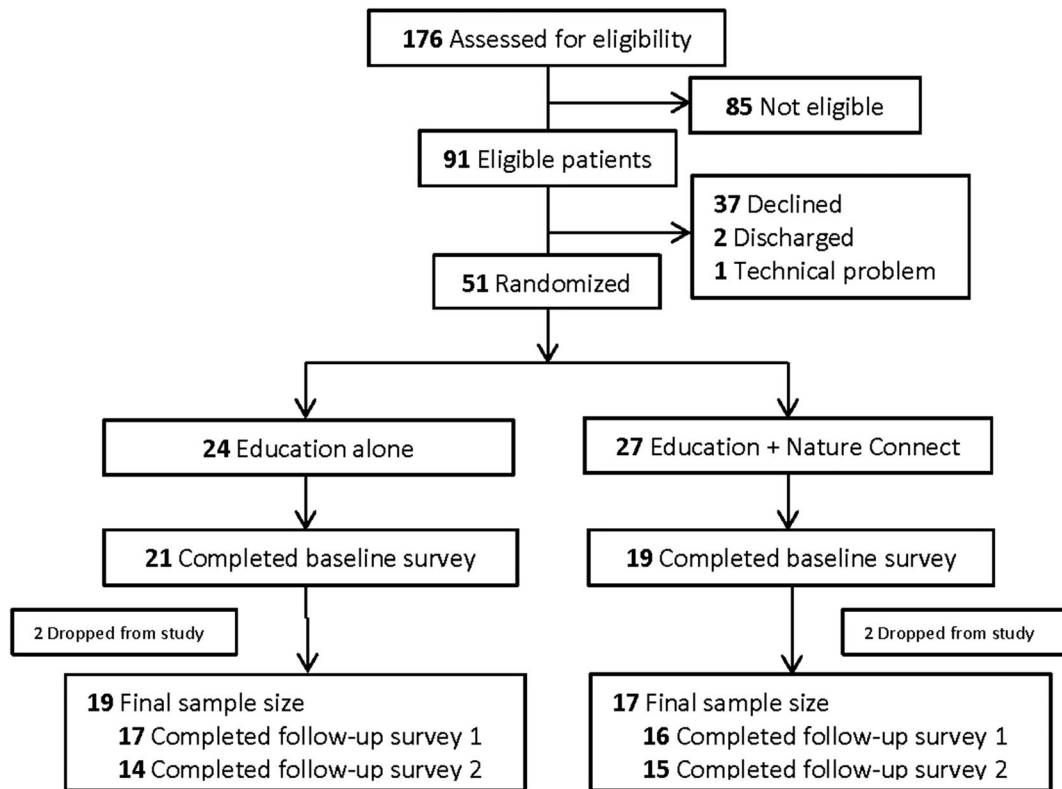 176 Assessed for eligibility
85 Not eligible
91 Eligible patients
37 Declined
2 Discharged
1 Technical problem
51 Randomized
24 Education alone
27 Education + Nature Connect
21 Completed baseline survey
19 Completed baseline survey
2 Dropped from study
2 Dropped from study
19 Final sample size
17 Completed follow-up survey 1
14 Completed follow-up survey 2
17 Final sample size
16 Completed follow-up survey 1
15 Completed follow-up survey 2